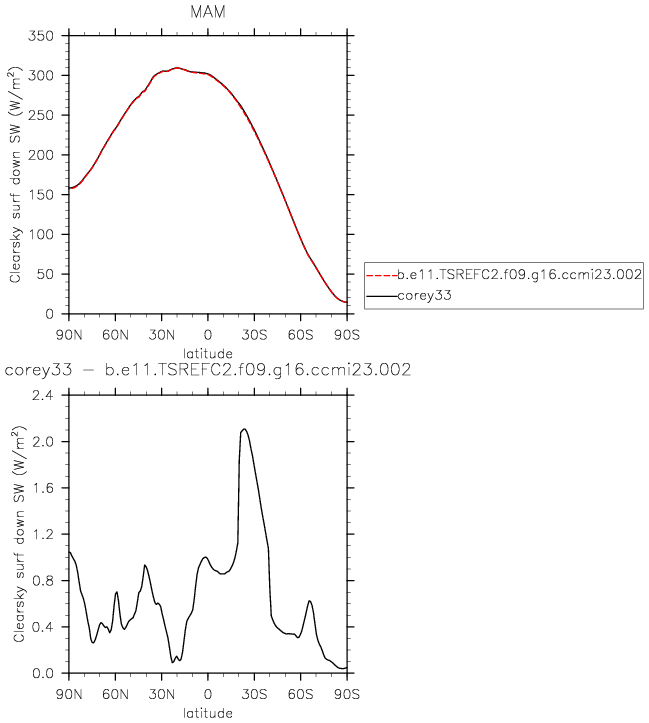 MAM
350
300
250
200
150
100
50
0
Clearsky surf down SW (W/m²)
90N 60N 30N 0 30S 60S 90S
latitude
b.e11.TSREFC2.f09.g16.ccmi23.002
corey33
corey33 – b.e11.TSREFC2.f09.g16.ccmi23.002
2.4
2.0
1.6
1.2
0.8
0.4
0.0
Clearsky surf down SW (W/m²)
90N 60N 30N 0 30S 60S 90S
latitude